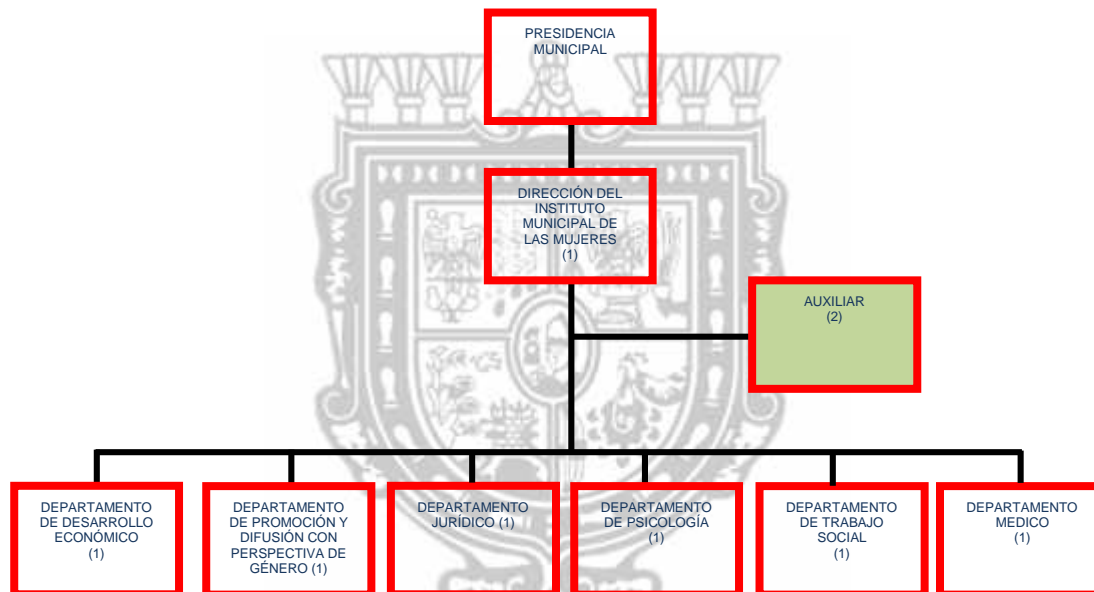 PRESIDENCIA
MUNICIPAL
DIRECCIÓN DEL
INSTITUTO
MUNICIPAL DE
LAS MUJERES
(1)
AUXILIAR
(2)
DEPARTAMENTO
DE DESARROLLO
ECONÓMICO
(1)
DEPARTAMENTO
DE PROMOCIÓN Y
DIFUSIÓN CON
PERSPECTIVA DE
GÉNERO (1)
DEPARTAMENTO
JURÍDICO (1)
DEPARTAMENTO
DE PSICOLOGÍA
(1)
DEPARTAMENTO
DE TRABAJO
SOCIAL
(1)
DEPARTAMENTO
MEDICO
(1)